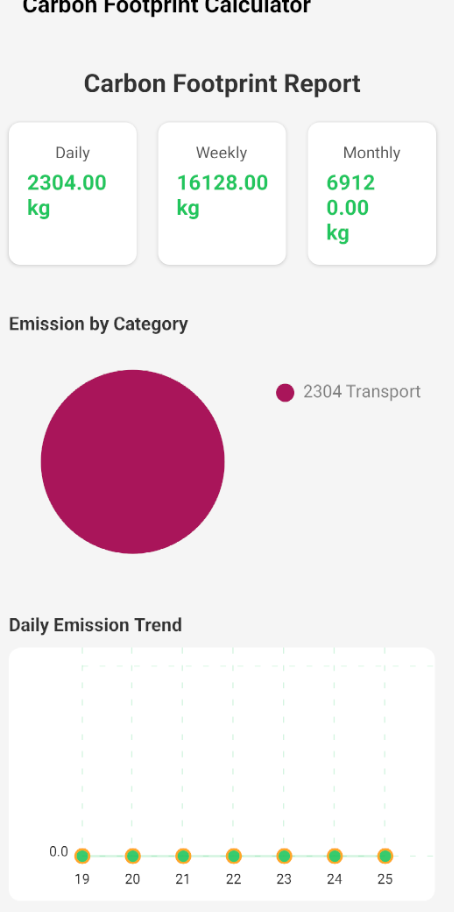 Carbon Footprint Calculator
Carbon Footprint Report
Daily
2304.00
kg
Weekly
16128.00
kg
Monthly
6912
0.00
kg
Emission by Category
2304 Transport
Daily Emission Trend
0.0
19 20 21 22 23 24 25